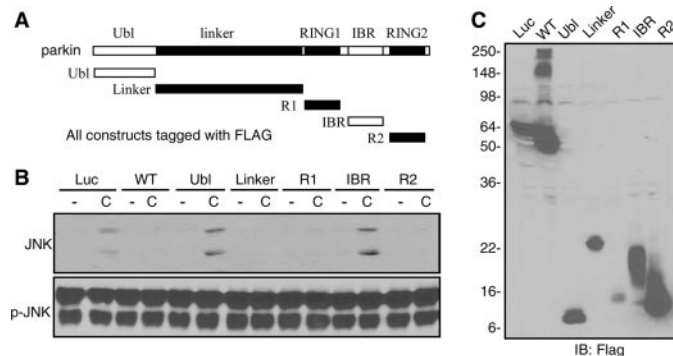 A
Ubl linker RING1 IBR RING2
parkin
Ubl
Linker
R1
IBR
All constructs tagged with FLAG R2
B
Luc WT Ubl Linker R1 IBR R2
- C - C - C - C - C - C - C
JNK
p-JNK
C
Luc WT Ubl Linker R1 IBR R2
250-
148-
98-
64-
50-
36-
22-
16-
6-
IB: Flag